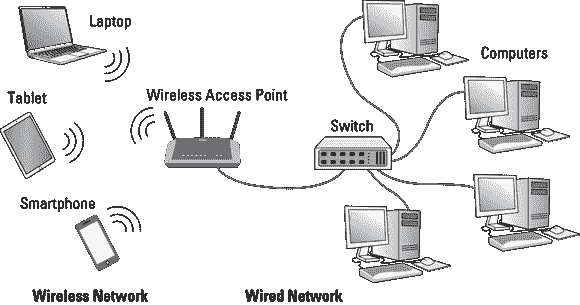 Laptop
Computers
Tablet
Wireless Access Point
Switch
Smartphone
Wireless Network
Wired Network